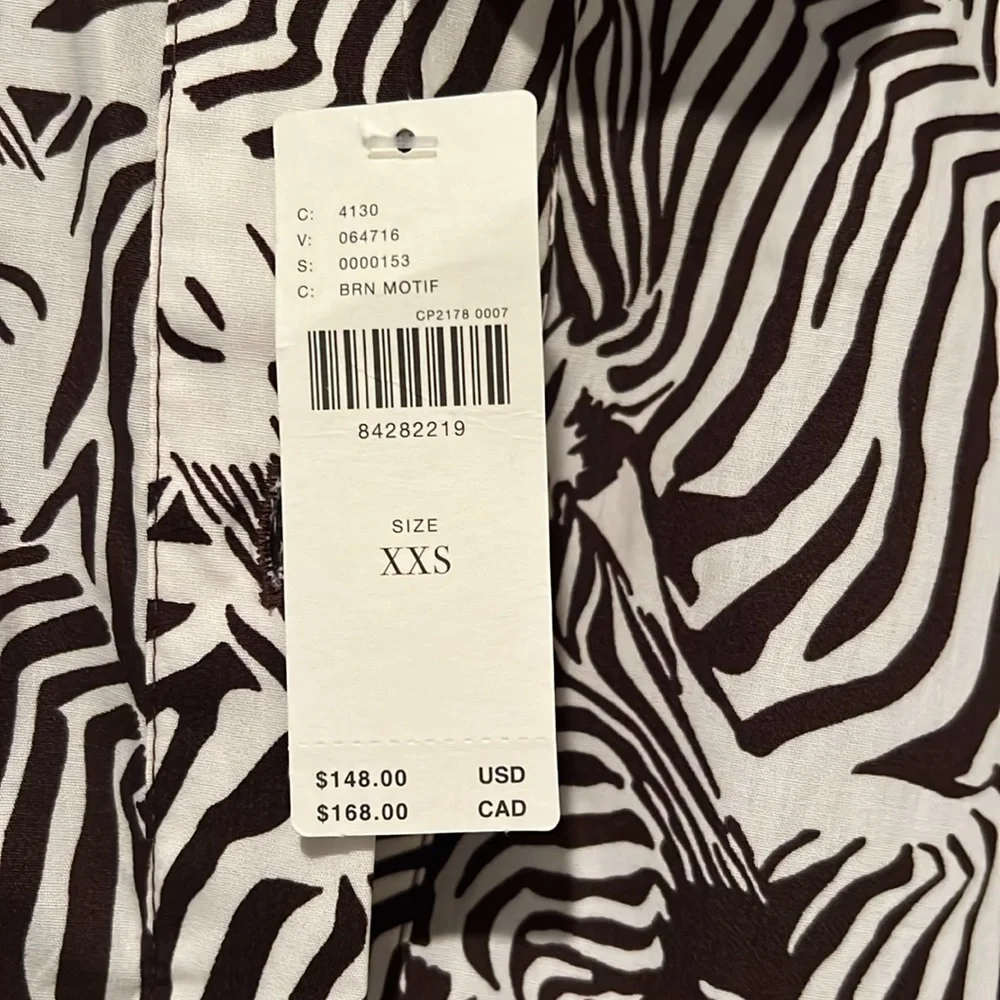 C: 4130
V: 064716
S: 0000153
C: BRN MOTIF
CP2178 0007
84282219
SIZE
XXS
$148.00 USD
$168.00 CAD